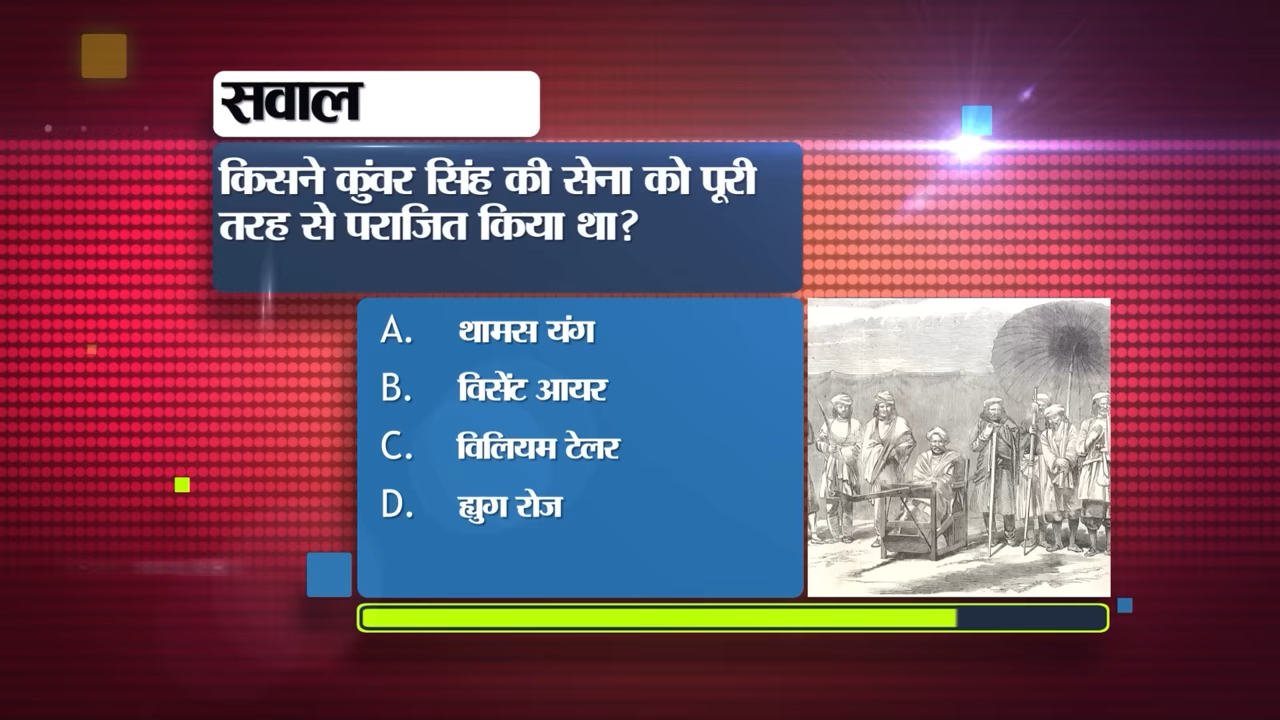 सवाल
किसने कुंवर सिंह की सेना को पूरी
तरह से पराजित किया था?
A. थामस यंग
B. विसेंट आयर
C. विलियम टेलर
D. ह्युग रोज